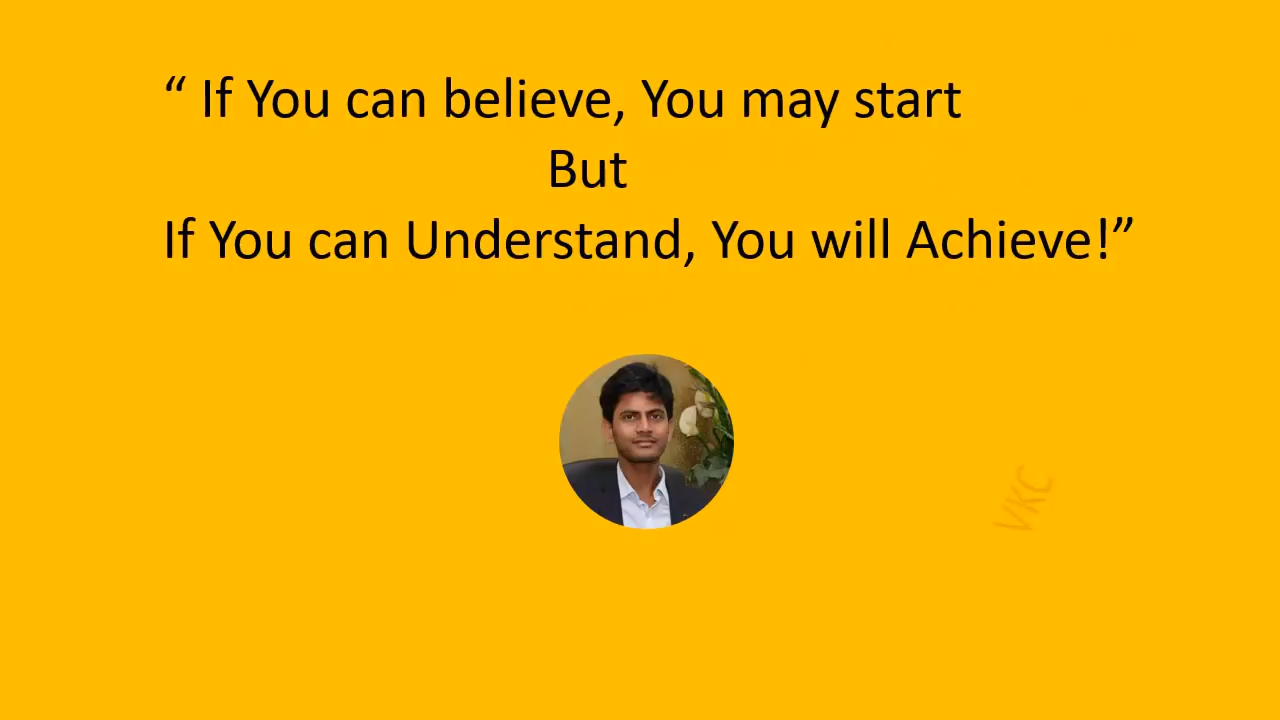 “ If You can believe, You may start
But
If You can Understand, You will Achieve!”
VKC